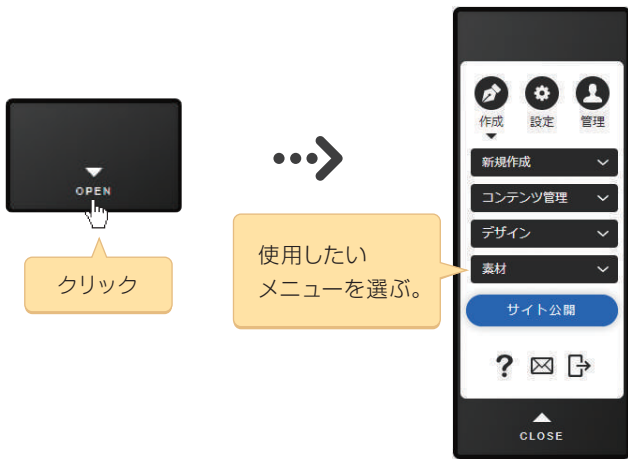 OPEN
クリック
使用したい
メニューを選ぶ。
作成 設定 管理
新規作成
コンテンツ管理
デザイン
素材
サイト公開
?
CLOSE